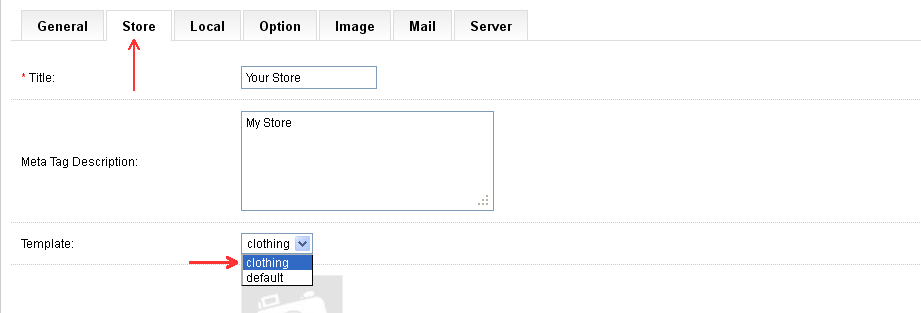 General Store Local Option Image Mail Server
* Title: Your Store
Meta Tag Description: My Store
Template: clothing
clothing
default